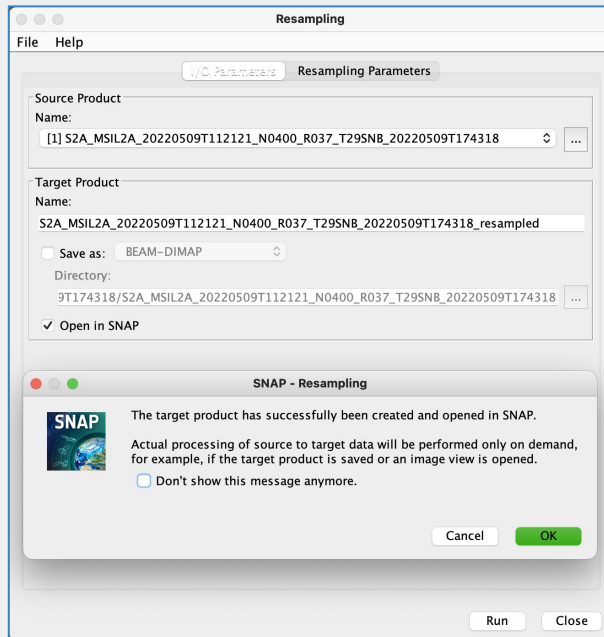 Resampling
File Help
I/O Parameters Resampling Parameters
Source Product
Name:
[1] S2A_MSIL2A_20220509T112121_N0400_R037_T29SNB_20220509T174318
...
Target Product
Name:
S2A_MSIL2A_20220509T112121_N0400_R037_T29SNB_20220509T174318_resampled
Save as: BEAM-DIMAP
Directory:
9T174318/S2A_MSIL2A_20220509T112121_N0400_R037_T29SNB_20220509T174318
...
Open in SNAP
SNAP - Resampling
SNAP
The target product has successfully been created and opened in SNAP.
Actual processing of source to target data will be performed only on demand,
for example, if the target product is saved or an image view is opened.
Don't show this message anymore.
Cancel OK
Run Close